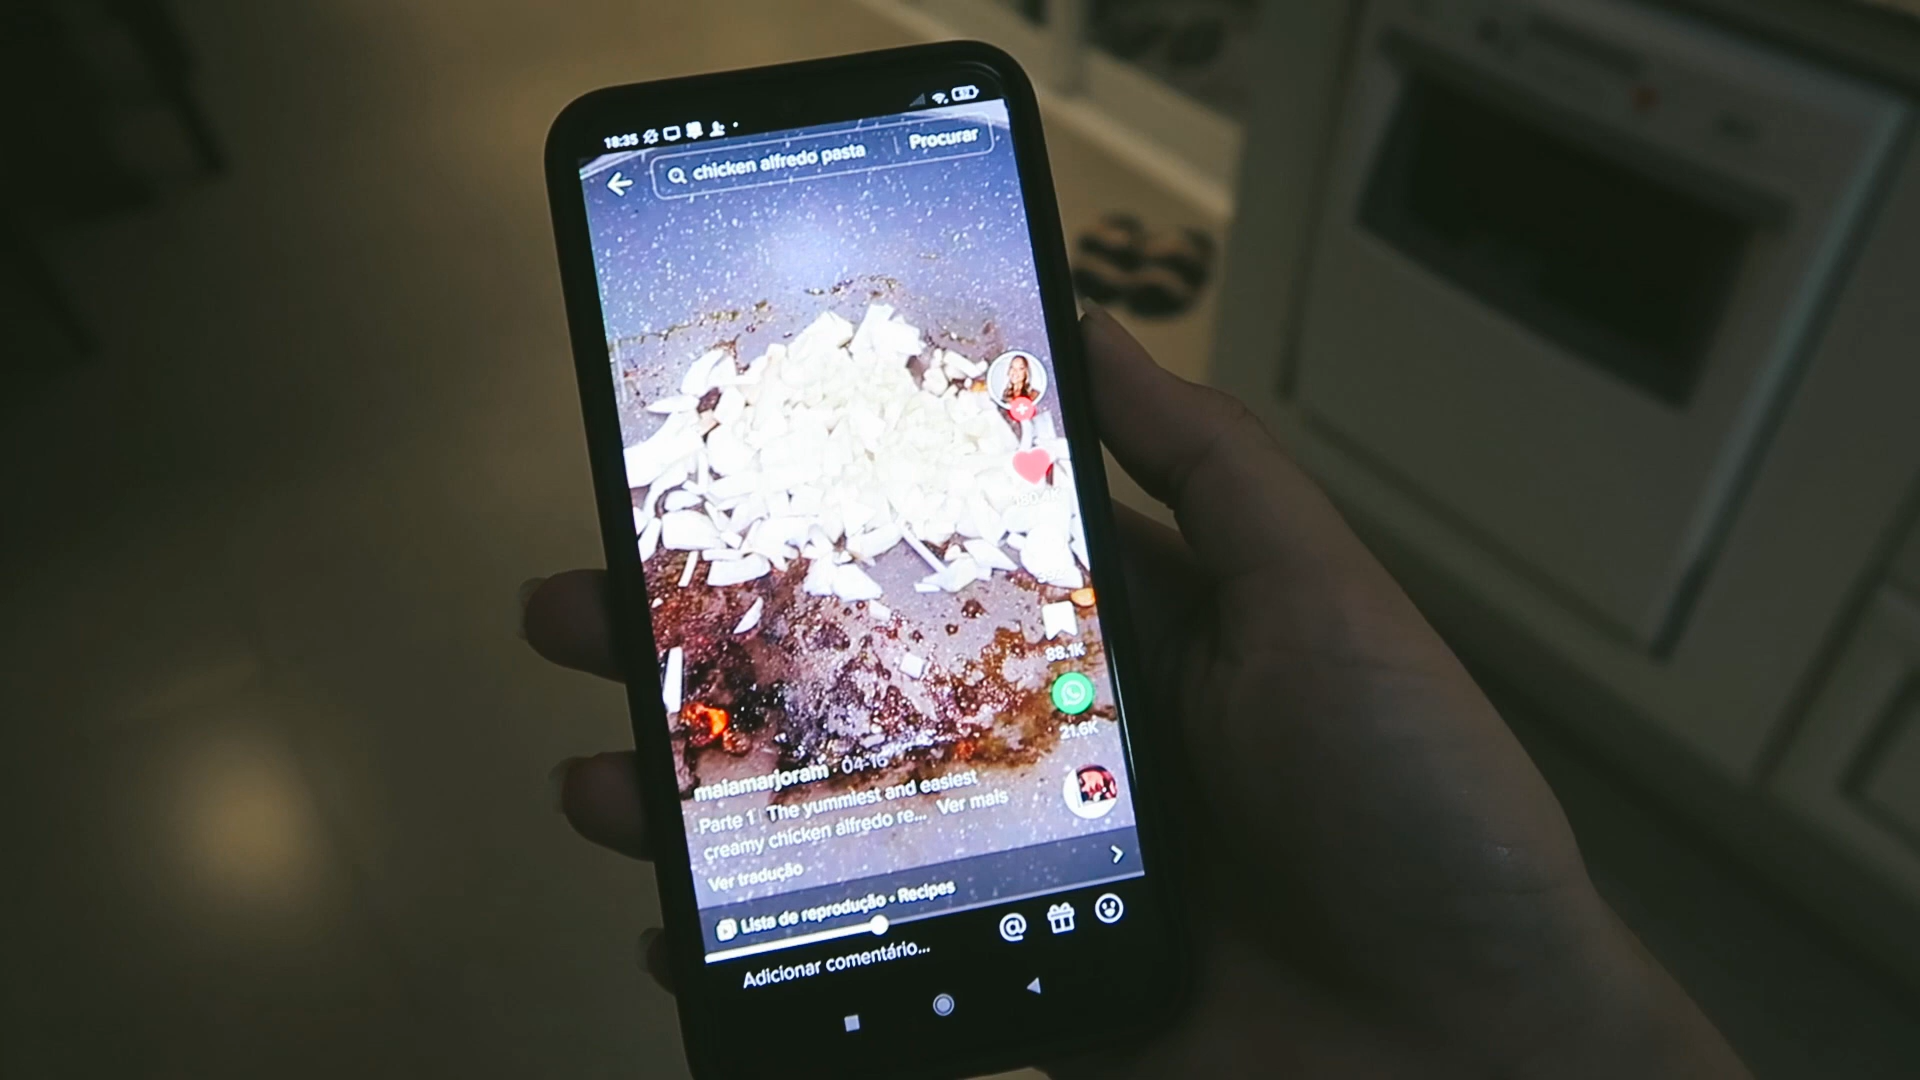 18:35
chicken alfredo pasta
Procurar
88.1K
21.6K
maiamarjoram · 04-16
Parte 1 The yummiest and easiest
creamy chicken alfredo re... Ver mais
Ver tradução
Lista de reprodução • Recipes
Adicionar comentário...